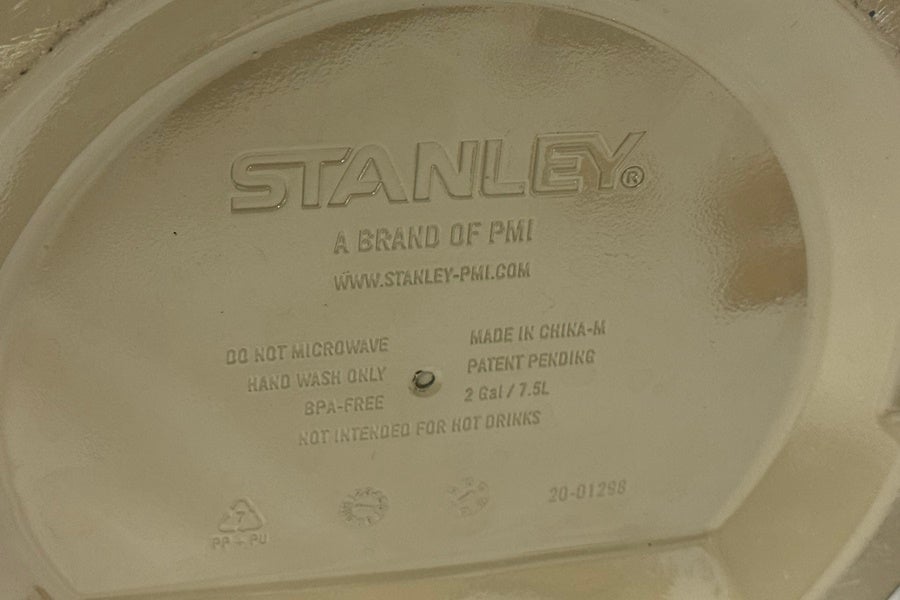 STANLEY®
A BRAND OF PMI
WWW.STANLEY-PMI.COM
DO NOT MICROWAVE
HAND WASH ONLY
BPA-FREE
MADE IN CHINA-M
PATENT PENDING
2 Gal / 7.5L
NOT INTENDED FOR HOT DRINKS
20-01298
7
PP + PU